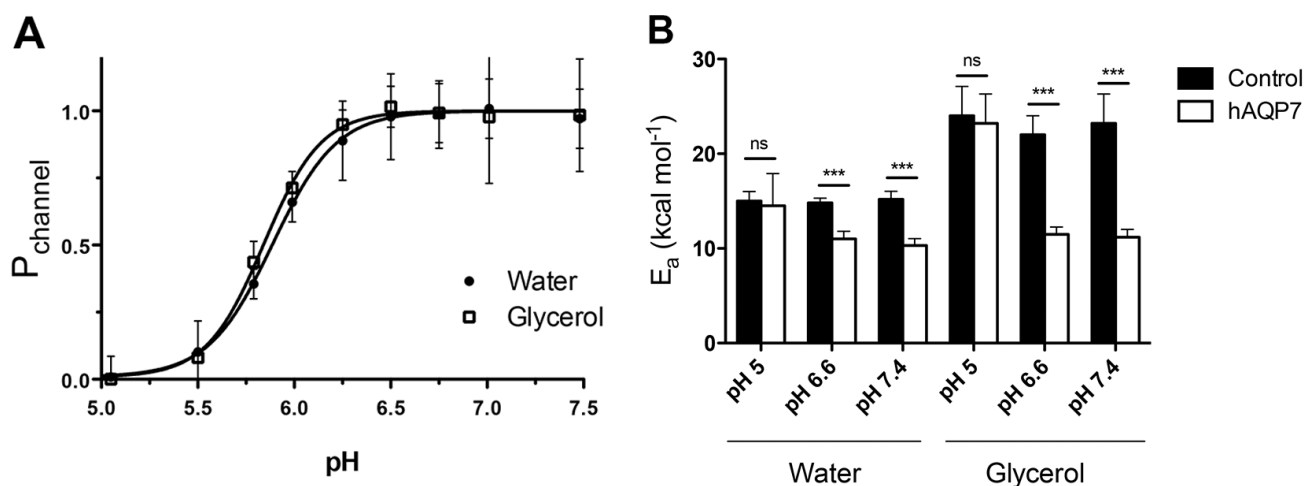 A
P channel
1.0
0.5
0.0
5.0 5.5 6.0 6.5 7.0 7.5
pH
Water
Glycerol
B
Ea (kcal mol-1)
30
20
10
0
ns *** *** ns *** ***
Control
hAQP7
pH 5 pH 6.6 pH 7.4 pH 5 pH 6.6 pH 7.4
Water Glycerol